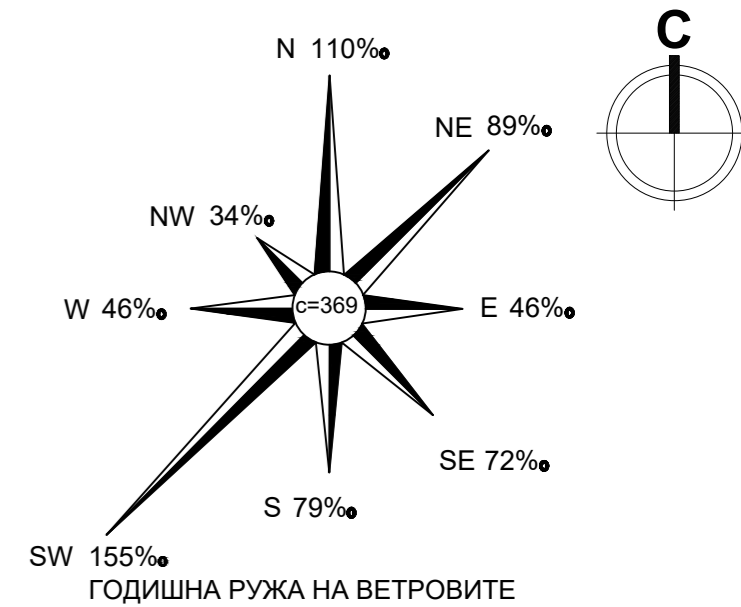 C
N 110‰
NE 89‰
NW 34‰
W 46‰
c=369
E 46‰
SE 72‰
S 79‰
SW 155‰
ГОДИШНА РУЖА НА ВЕТРОВИТЕ